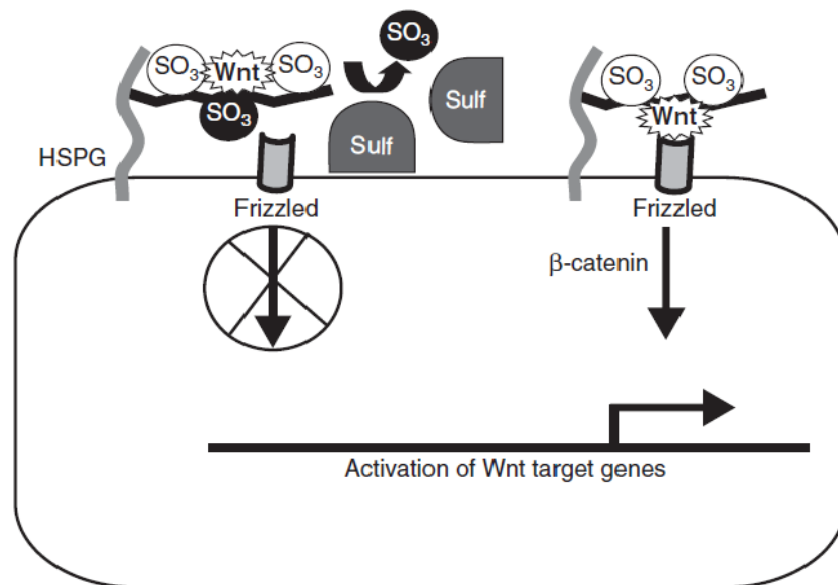 SO3
SO3 Wnt SO3
SO3
Sulf
Sulf
HSPG
Frizzled
SO3 SO3
Wnt
Frizzled
β-catenin
Activation of Wnt target genes